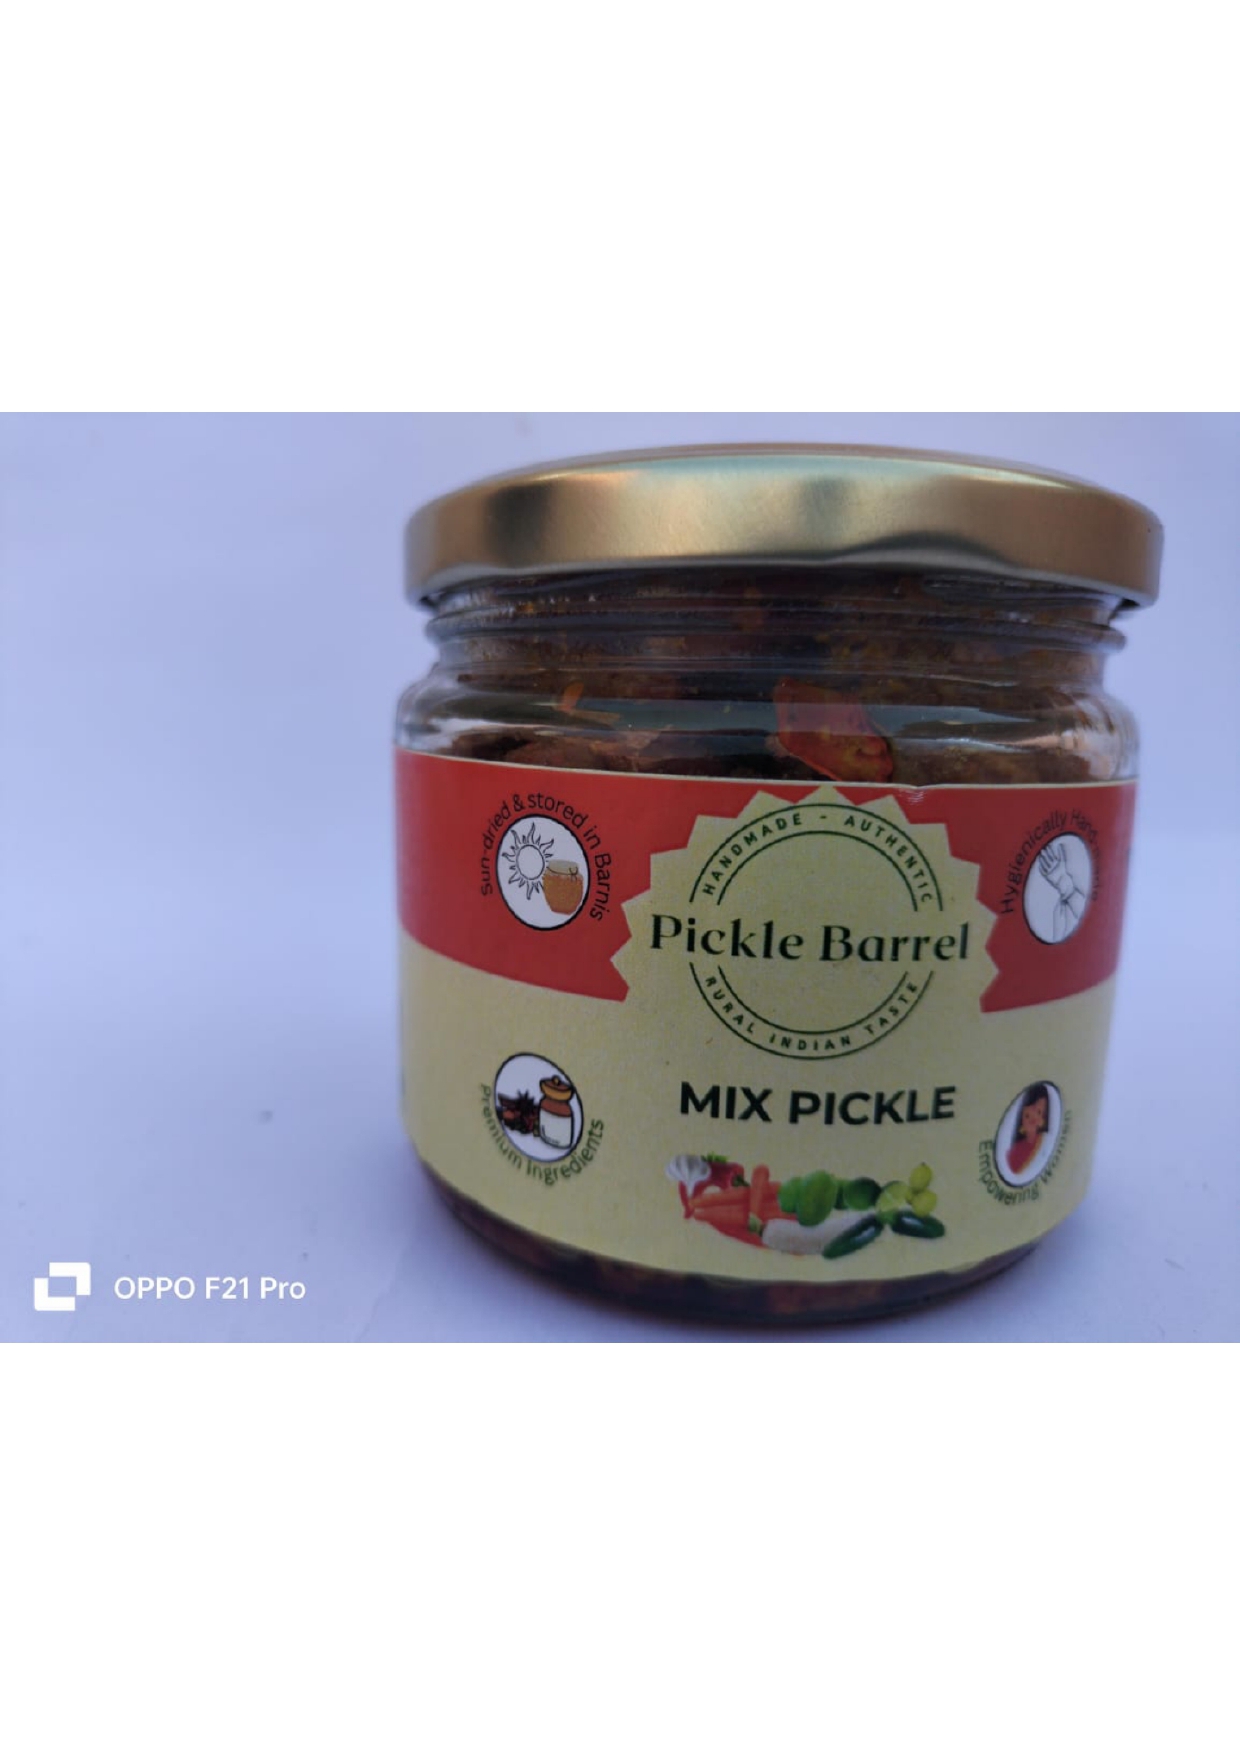 Sun-dried & stored in Barnis
HANDMADE - AUTHENTIC
Hygienically
Pickle Barrel
RURAL INDIAN TASTE
MIX PICKLE
Premium Ingredients
Empowering Women
OPPO F21 Pro